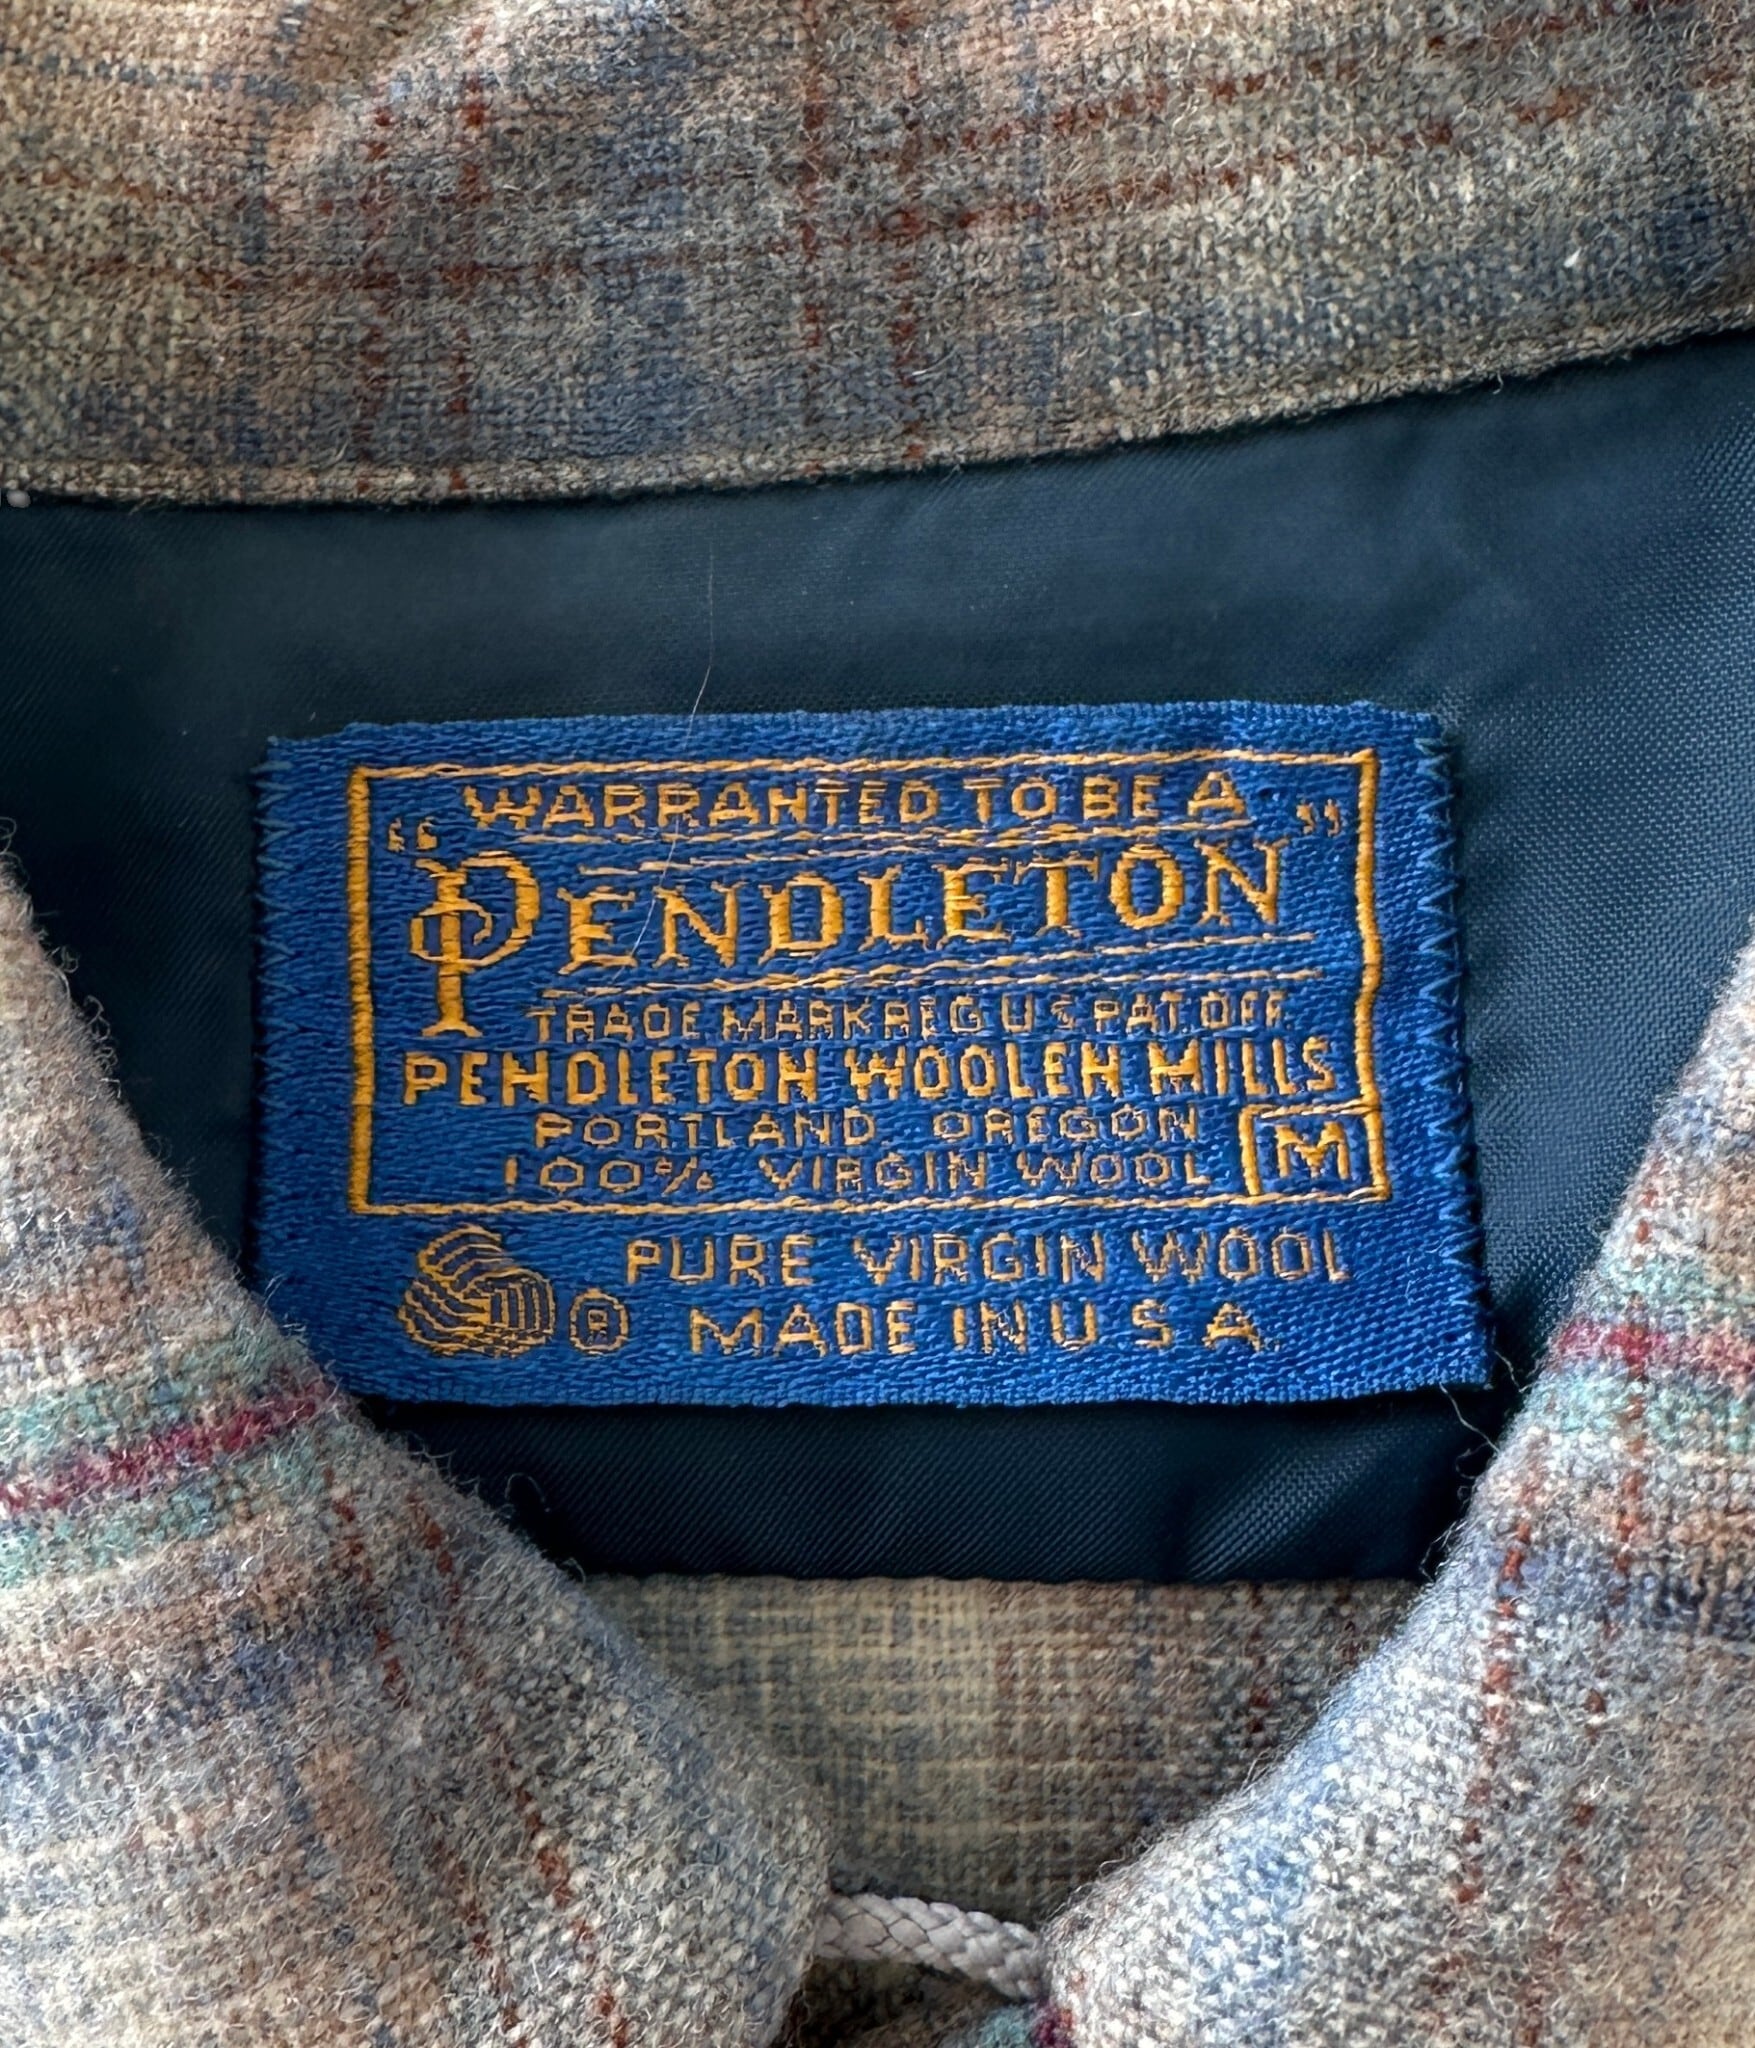 WARRANTED TO BE A
"PENDLETON"
TRADE MARK REG U.S. PAT. OFF.
PENDLETON WOOLEN MILLS
PORTLAND, OREGON
100% VIRGIN WOOL
M
PURE VIRGIN WOOL
® MADE IN U S A.